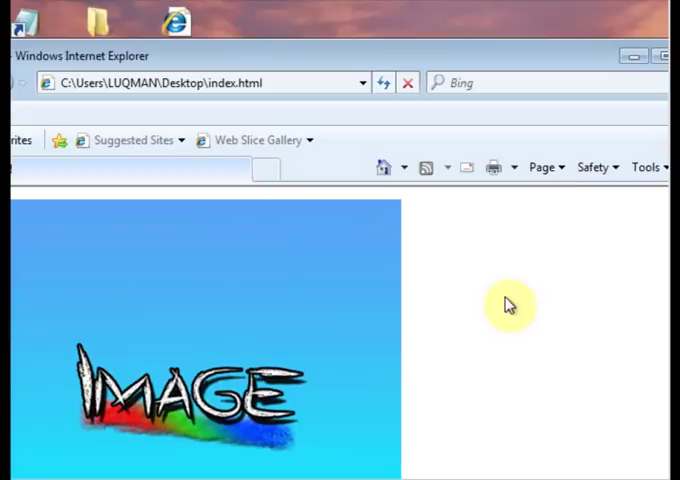 Windows Internet Explorer
C:\Users\LUQMAN\Desktop\index.html
Bing
rites Suggested Sites Web Slice Gallery
Page Safety Tools
IMAGE